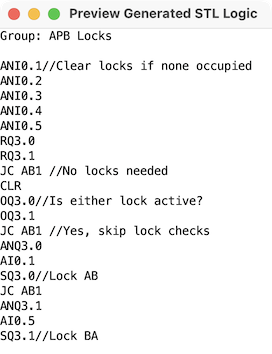 Preview Generated STL Logic
Group: APB Locks
ANI0.1//Clear locks if none occupied
ANI0.2
ANI0.3
ANI0.4
ANI0.5
RQ3.0
RQ3.1
JC AB1 //No locks needed
CLR
OQ3.0//Is either lock active?
OQ3.1
JC AB1 //Yes, skip lock checks
ANQ3.0
AI0.1
SQ3.0//Lock AB
JC AB1
ANQ3.1
AI0.5
SQ3.1//Lock BA